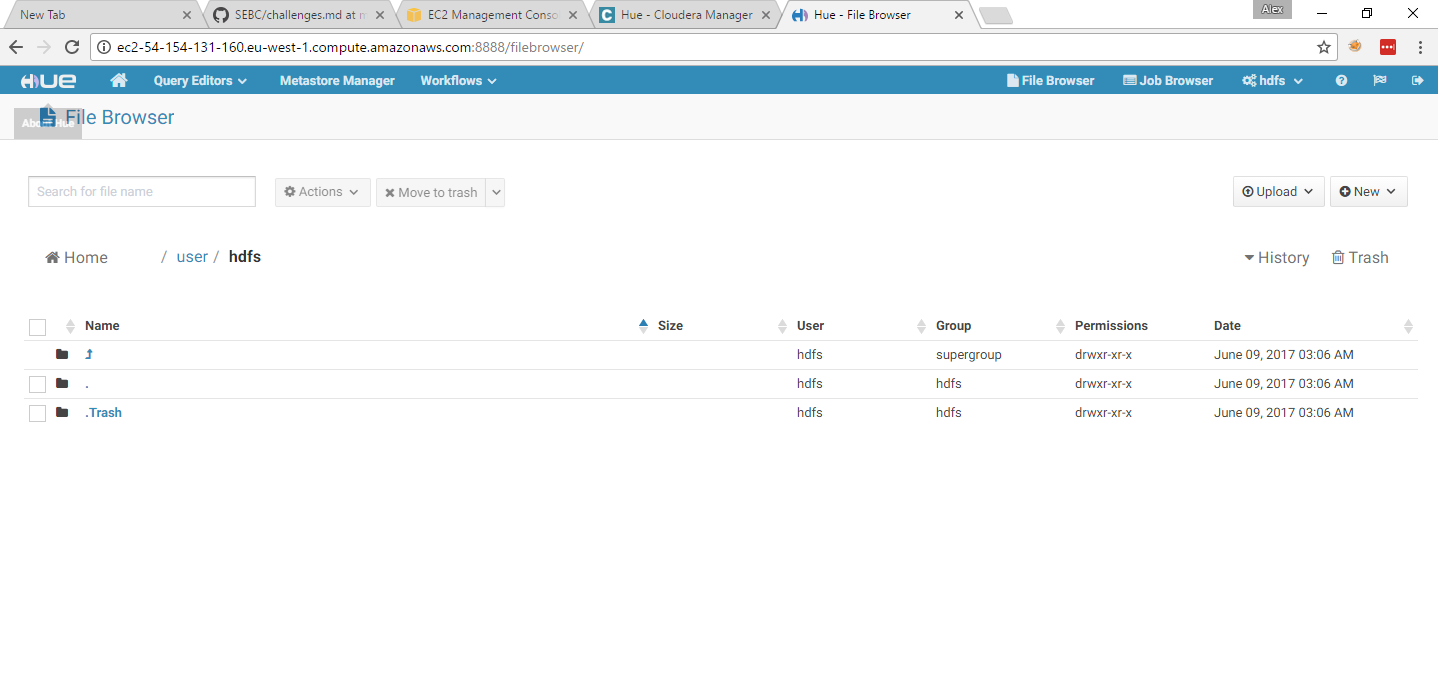 New Tab SEBC/challenges.md at m EC2 Management Conso Hue - Cloudera Manager Hue - File Browser Alex
ec2-54-154-131-160.eu-west-1.compute.amazonaws.com:8888/filebrowser/
HUE Query Editors Metastore Manager Workflows File Browser Job Browser hdfs
File Browser
About Hue
Search for file name Actions Move to trash Upload New
Home / user / hdfs History Trash
Name Size User Group Permissions Date
hdfs supergroup drwxr-xr-x June 09, 2017 03:06 AM
. hdfs hdfs drwxr-xr-x June 09, 2017 03:06 AM
.Trash hdfs hdfs drwxr-xr-x June 09, 2017 03:06 AM